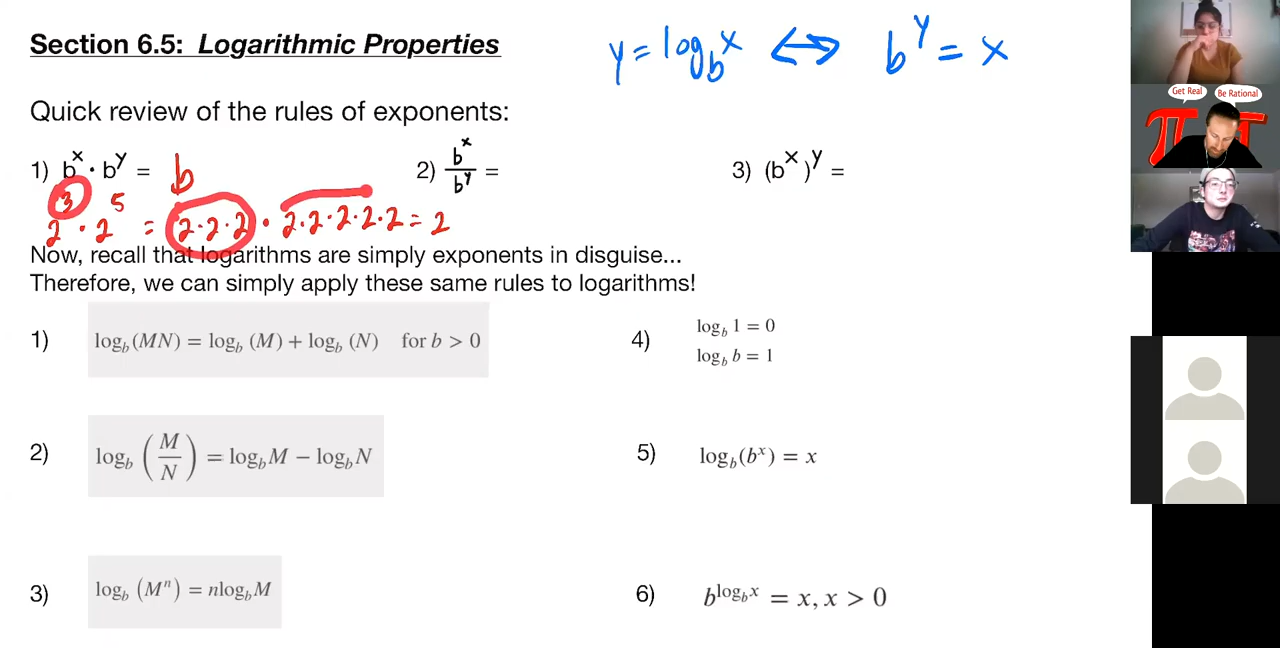 Section 6.5: Logarithmic Properties
y = log_b x ↔ b^y = x
Get Real
Be Rational
Quick review of the rules of exponents:
1) b^x · b^y = b
2) b^x / b^y =
3) (b^x)^y =
2^3 · 2^5 = 2·2·2 · 2·2·2·2·2 = 2
Now, recall that logarithms are simply exponents in disguise...
Therefore, we can simply apply these same rules to logarithms!
1) log_b (MN) = log_b (M) + log_b (N) for b > 0
2) log_b (M/N) = log_b M − log_b N
3) log_b (M^n) = nlog_b M
4) log_b 1 = 0
log_b b = 1
5) log_b (b^x) = x
6) b^(log_b x) = x, x > 0